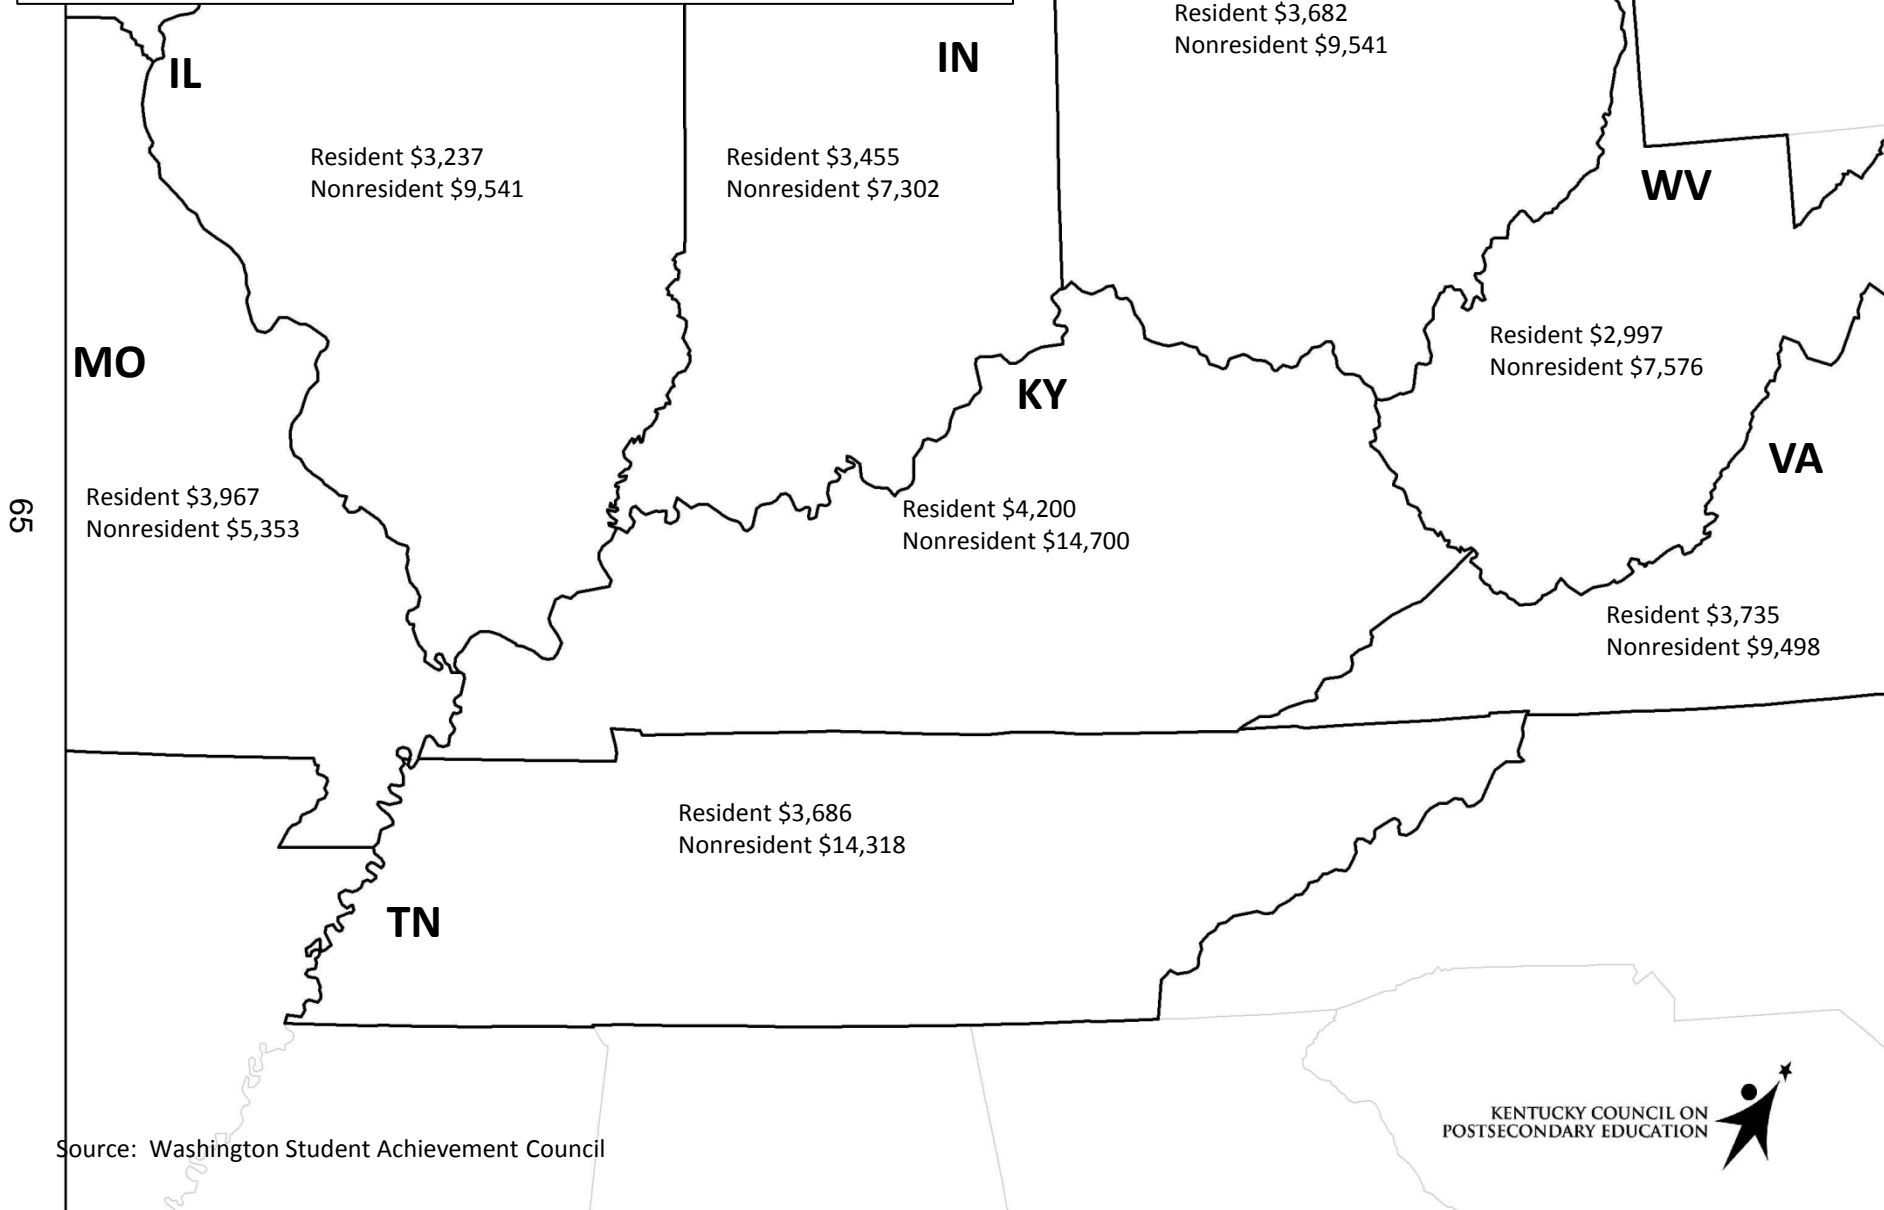 Resident $3,682
Nonresident $9,541
IN
IL
Resident $3,237
Nonresident $9,541
Resident $3,455
Nonresident $7,302
WV
Resident $2,997
Nonresident $7,576
MO
KY
VA
Resident $3,967
Nonresident $5,353
65
Resident $4,200
Nonresident $14,700
Resident $3,735
Nonresident $9,498
Resident $3,686
Nonresident $14,318
TN
KENTUCKY COUNCIL ON
POSTSECONDARY EDUCATION
Source: Washington Student Achievement Council